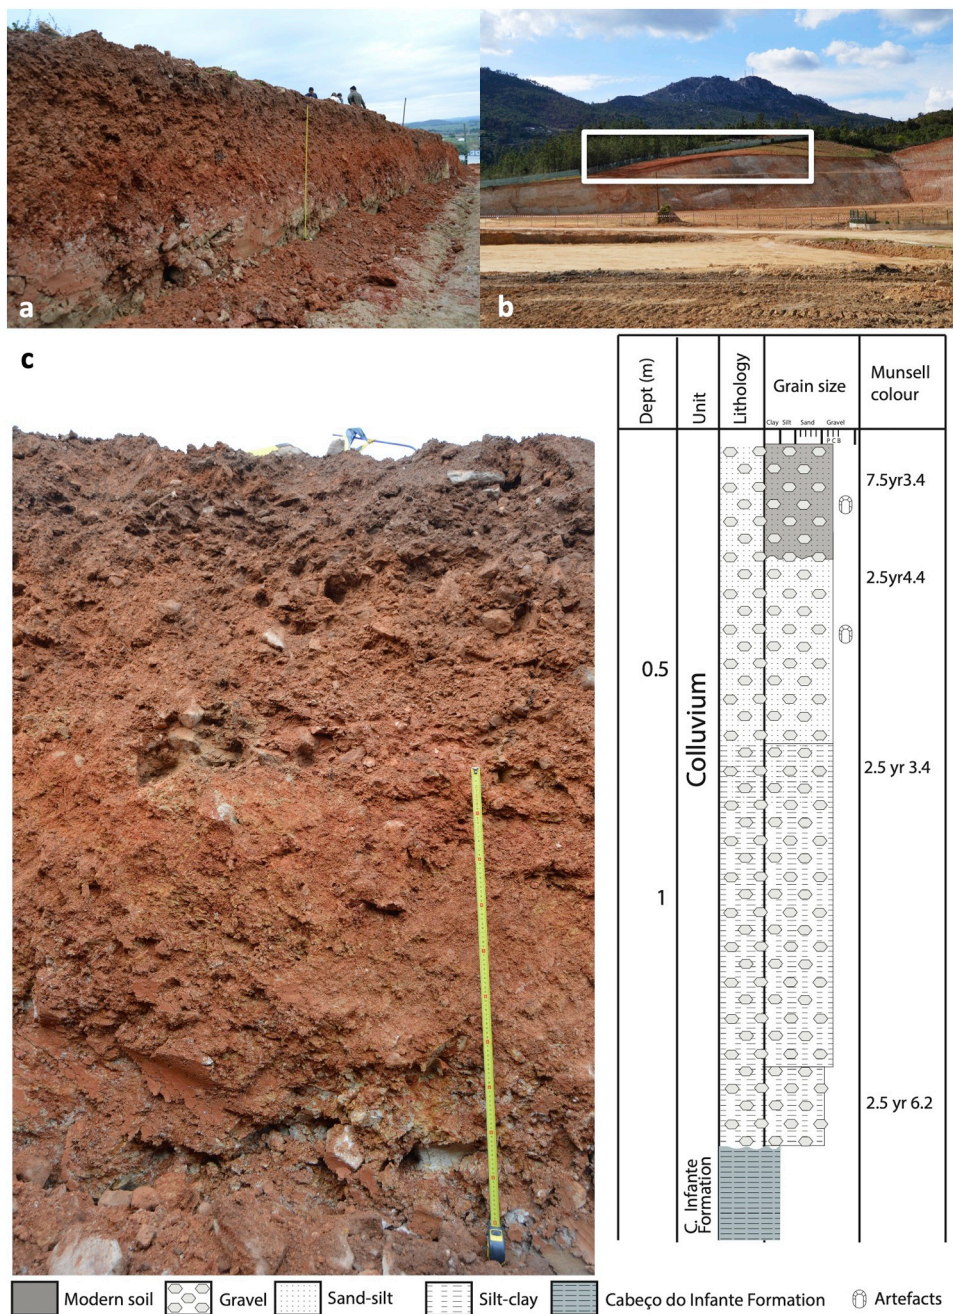 a
b
c
Dept (m)
Unit
Lithology
Grain size
Munsell
colour
Clay Silt Sand Gravel
P C B
7.5yr3.4
2.5yr4.4
0.5
Colluvium
2.5 yr 3.4
1
2.5 yr 6.2
C. Infante
Formation
Modern soil
Gravel
Sand-silt
Silt-clay
Cabeço do Infante Formation
Artefacts